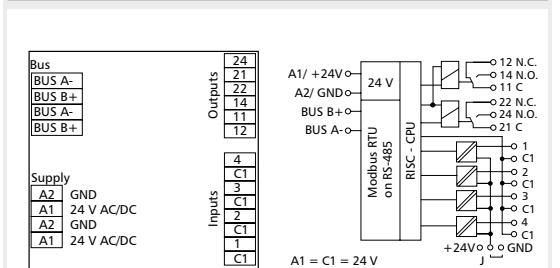 Bus
BUS A-
BUS B+
BUS A-
BUS B+
Supply
A2 GND
A1 24 V AC/DC
A2 GND
A1 24 V AC/DC
Outputs
24
21
22
14
11
12
Inputs
4
C1
3
C1
2
C1
1
C1
A1/ +24V
A2/ GND
BUS B+
BUS A-
24 V
Modbus RTU
on RS-485
RISC - CPU
12 N.C.
14 N.O.
11 C
22 N.C.
24 N.O.
21 C
1
C1
2
C1
3
C1
4
C1
+24V GND
J
A1 = C1 = 24 V